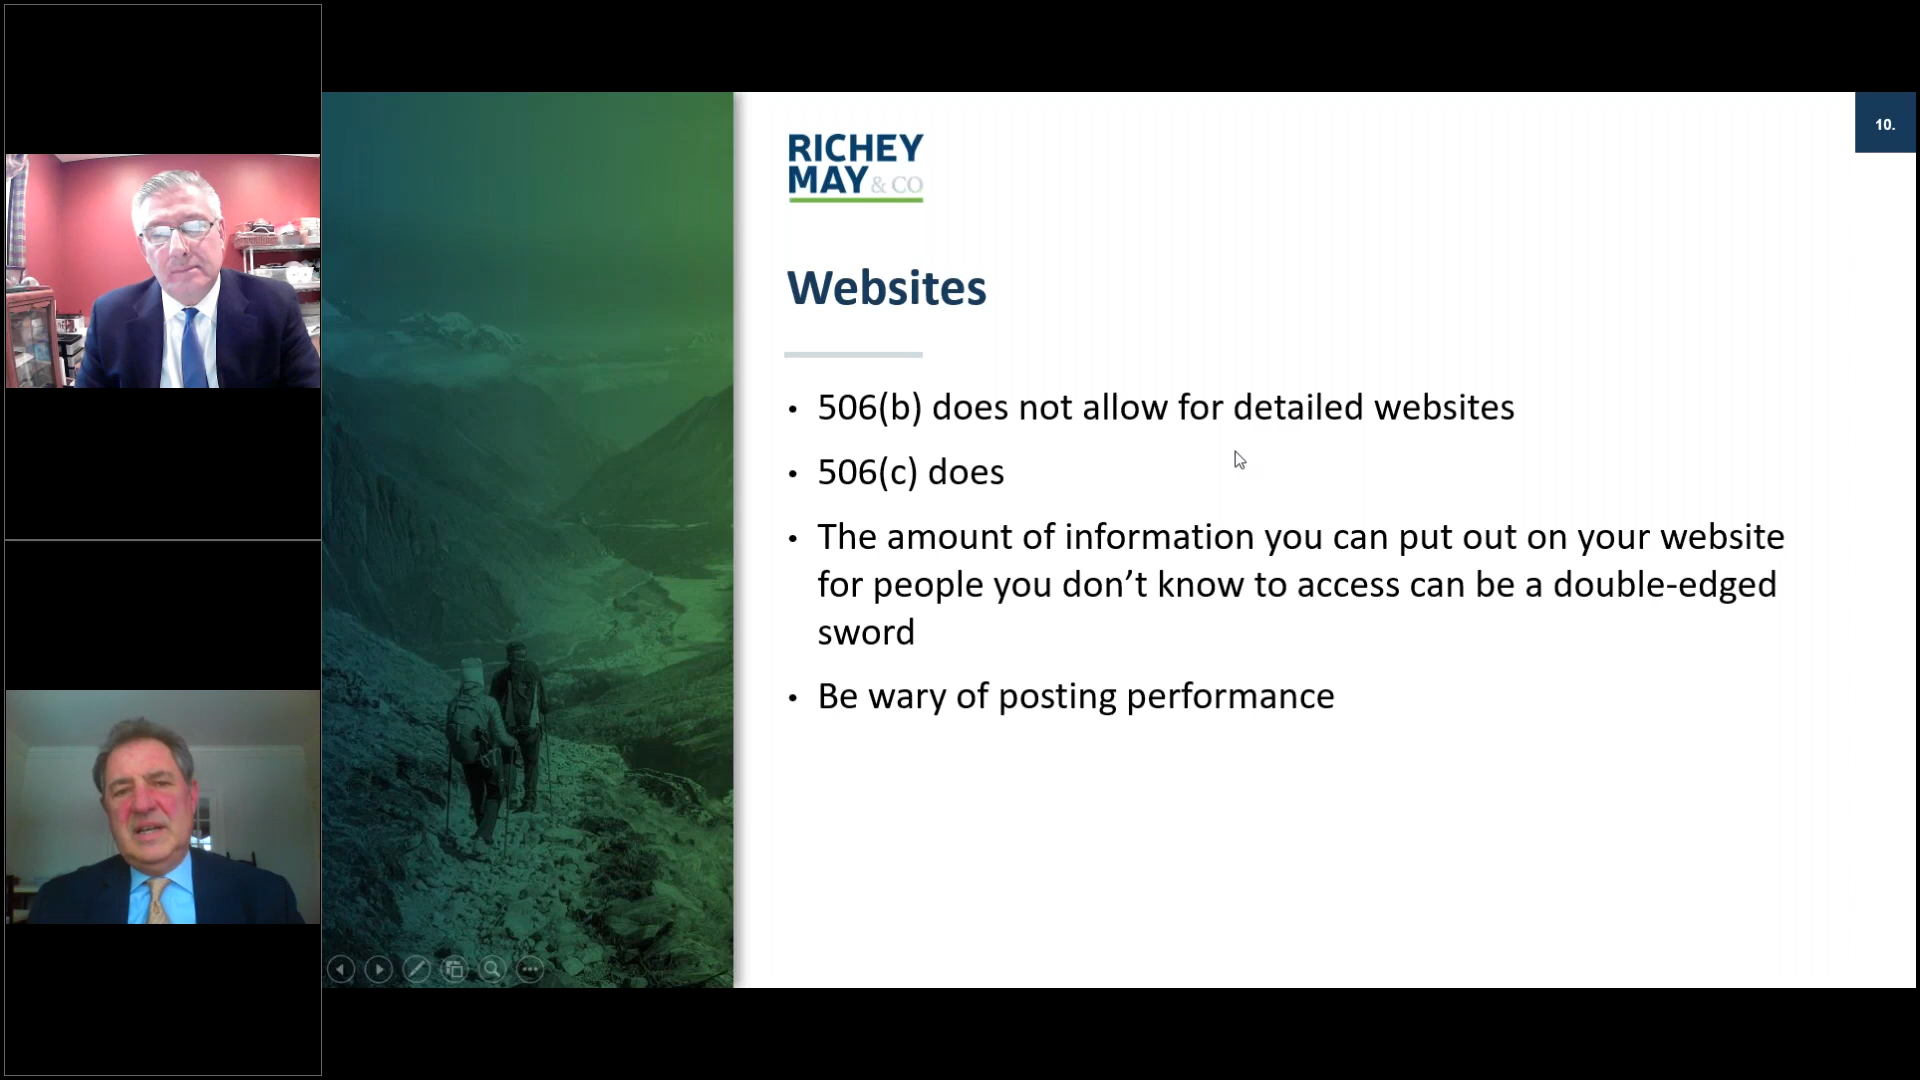 RICHEY
MAY & CO
10.
Websites
• 506(b) does not allow for detailed websites
• 506(c) does
• The amount of information you can put out on your website
for people you don’t know to access can be a double-edged
sword
• Be wary of posting performance